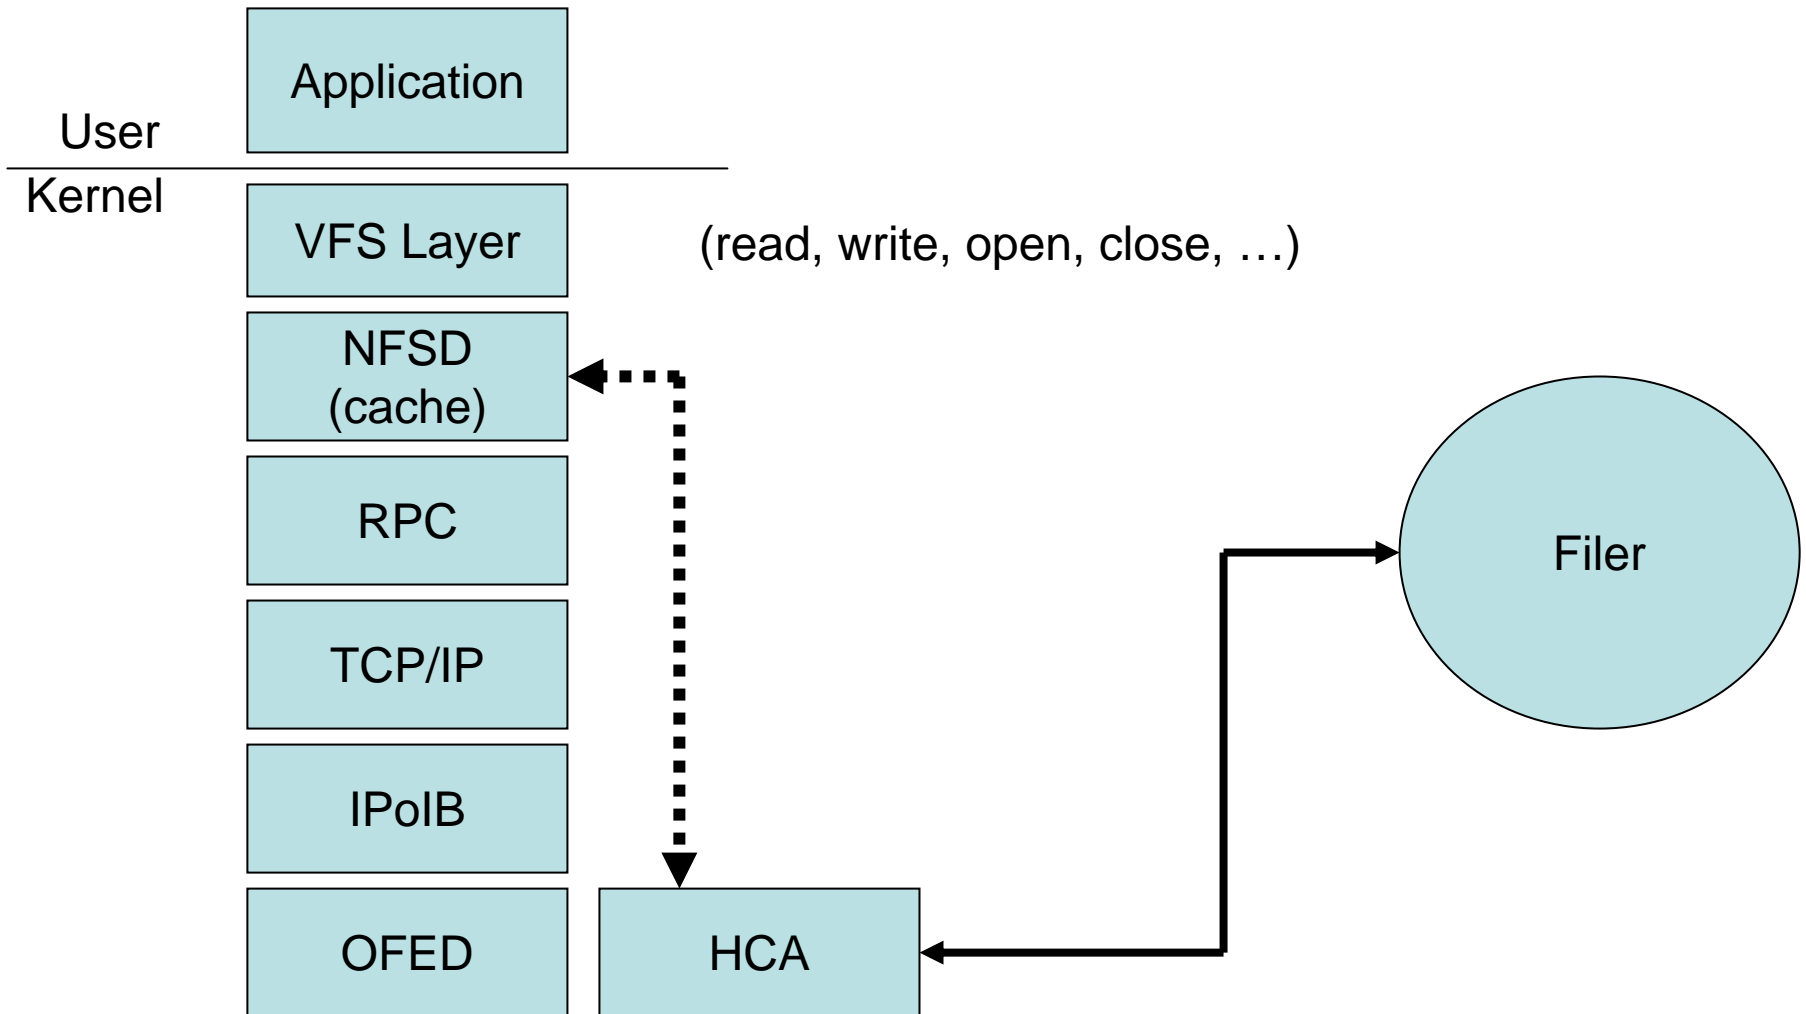 Application
User
Kernel
VFS Layer
(read, write, open, close, …)
NFSD
(cache)
RPC
Filer
TCP/IP
IPoIB
OFED
HCA